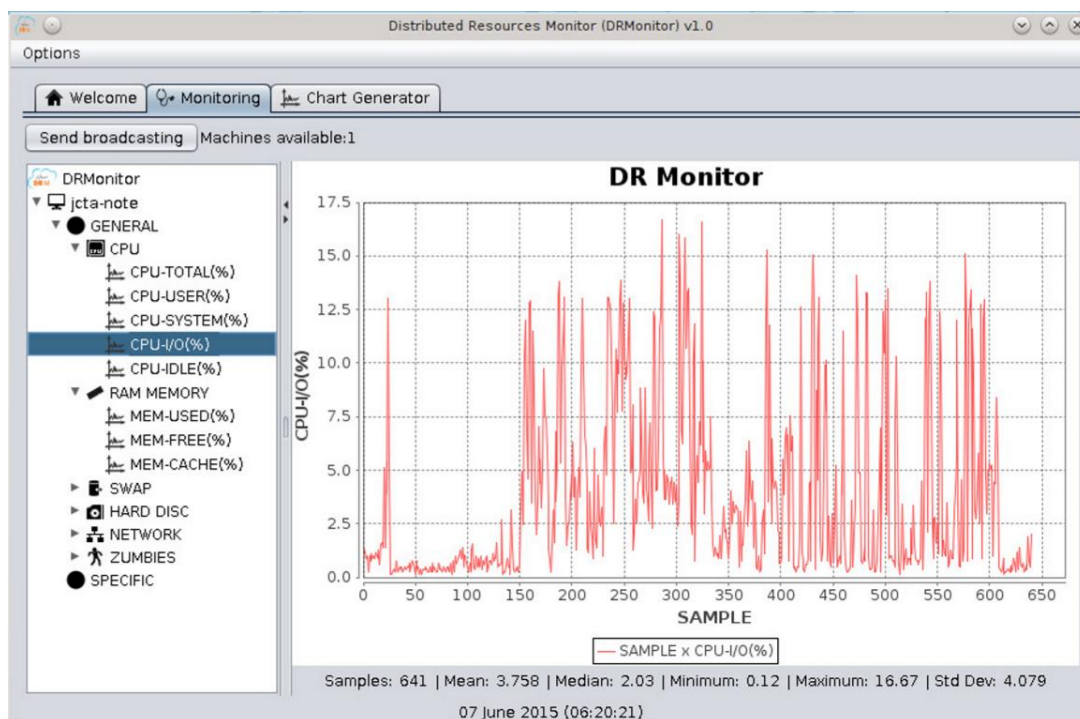 Distributed Resources Monitor (DRMonitor) v1.0
Options
Welcome Monitoring Chart Generator
Send broadcasting Machines available:1
DRMonitor
jcta-note
GENERAL
CPU
CPU-TOTAL(%)
CPU-USER(%)
CPU-SYSTEM(%)
CPU-I/O(%)
CPU-IDLE(%)
RAM MEMORY
MEM-USED(%)
MEM-FREE(%)
MEM-CACHE(%)
SWAP
HARD DISC
NETWORK
ZUMBIES
SPECIFIC
DR Monitor
17.5
15.0
12.5
10.0
7.5
5.0
2.5
0.0
CPU-I/O(%)
0 50 100 150 200 250 300 350 400 450 500 550 600 650
SAMPLE
SAMPLE x CPU-I/O(%)
Samples: 641 | Mean: 3.758 | Median: 2.03 | Minimum: 0.12 | Maximum: 16.67 | Std Dev: 4.079
07 June 2015 (06:20:21)